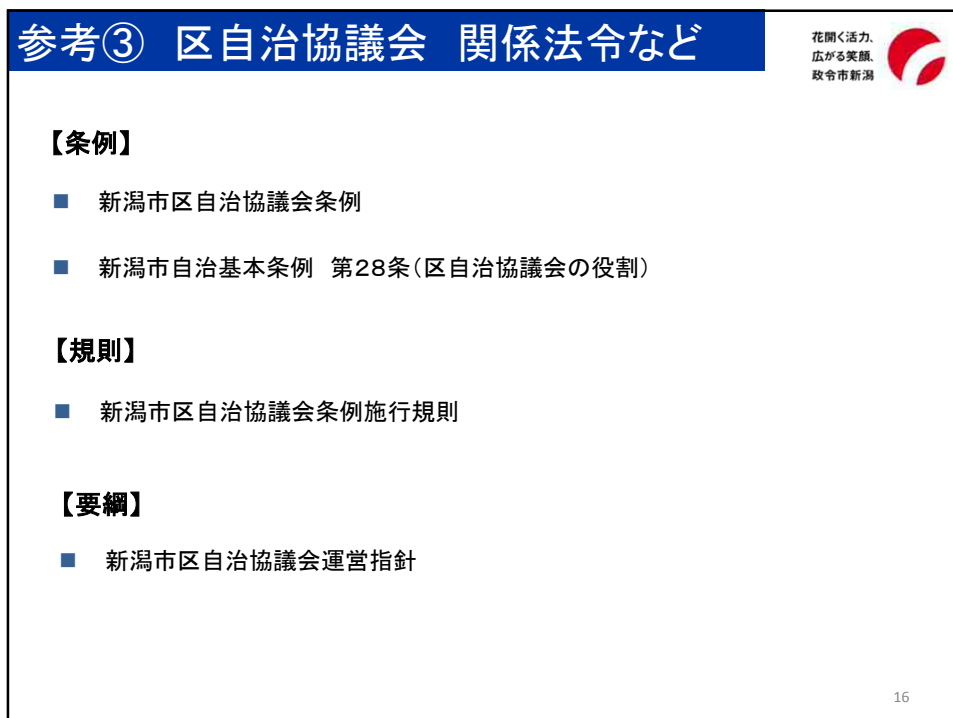 参考③　区自治協議会　関係法令など
花開く活力、
広がる笑顔、
政令市新潟
【条例】
■　新潟市区自治協議会条例
■　新潟市自治基本条例　第２８条（区自治協議会の役割）
【規則】
■　新潟市区自治協議会条例施行規則
【要綱】
■　新潟市区自治協議会運営指針
16